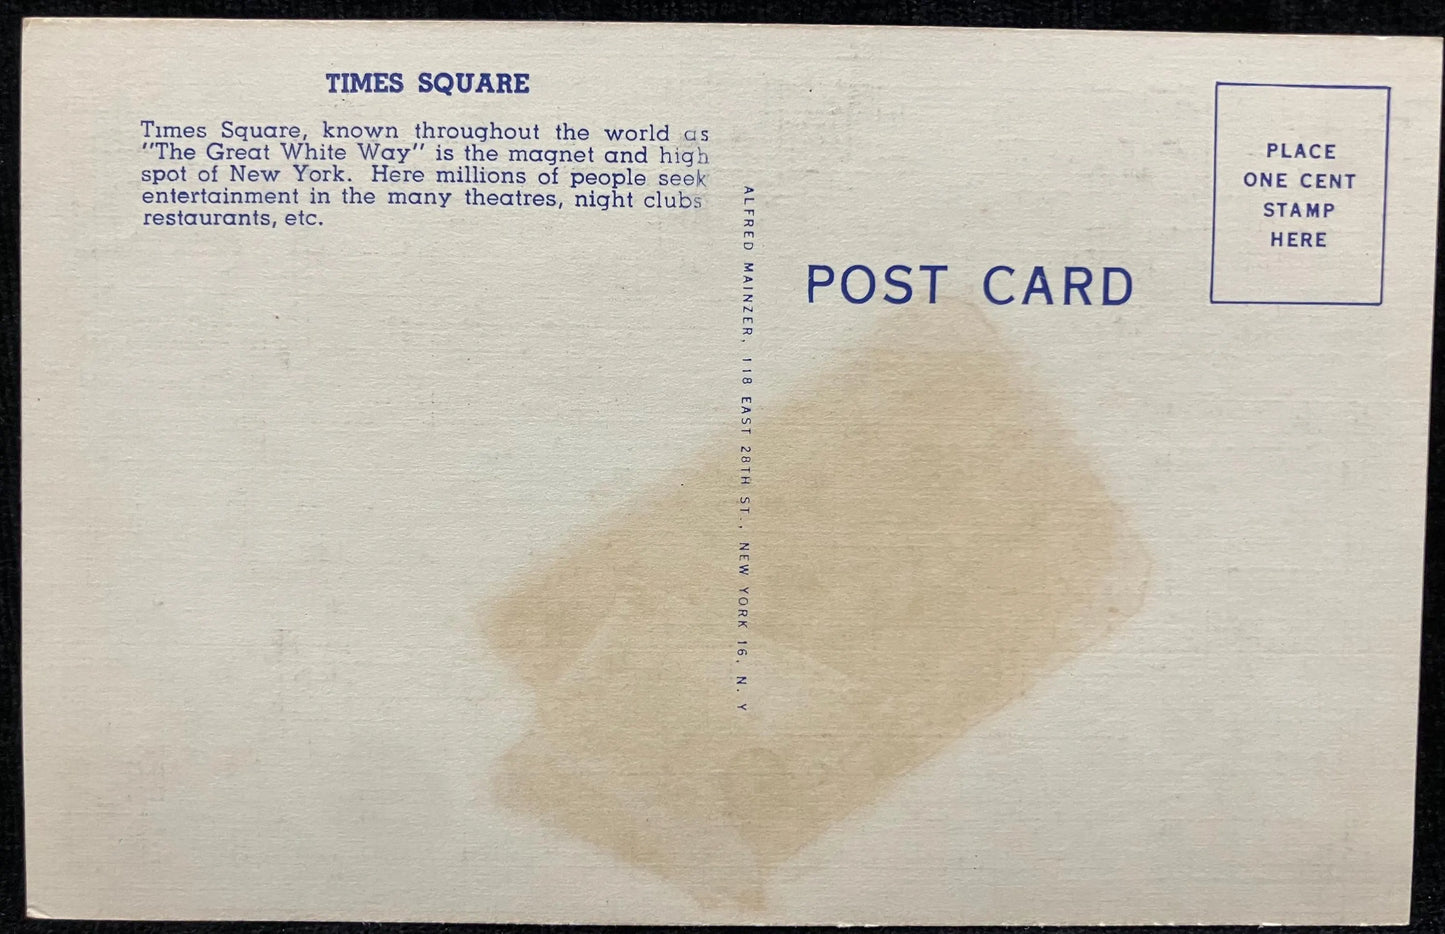 TIMES SQUARE
Times Square, known throughout the world as
"The Great White Way" is the magnet and high
spot of New York. Here millions of people seek
entertainment in the many theatres, night clubs
restaurants, etc.
ALFRED MAINZER, 118 EAST 28TH ST., NEW YORK 16, N. Y
POST CARD
PLACE
ONE CENT
STAMP
HERE